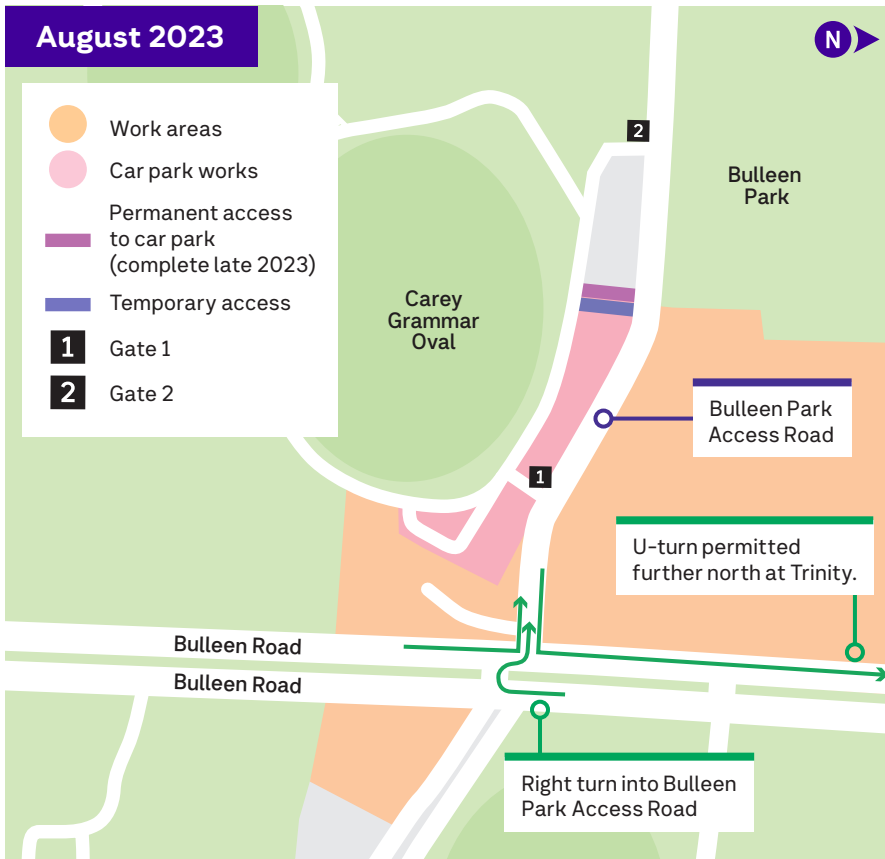 August 2023
N
Work areas
Car park works
Permanent access
to car park
(complete late 2023)
Temporary access
1 Gate 1
2 Gate 2
2
Bulleen
Park
Carey
Grammar
Oval
Bulleen Park
Access Road
1
U-turn permitted
further north at Trinity.
Bulleen Road
Bulleen Road
Right turn into Bulleen
Park Access Road